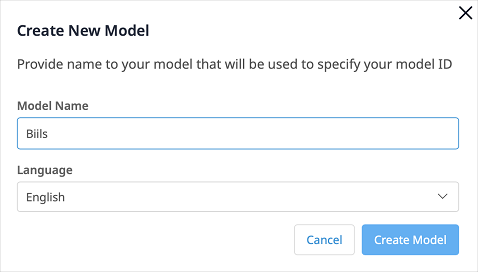 Create New Model
Provide name to your model that will be used to specify your model ID
Model Name
Biils
Language
English
Cancel
Create Model